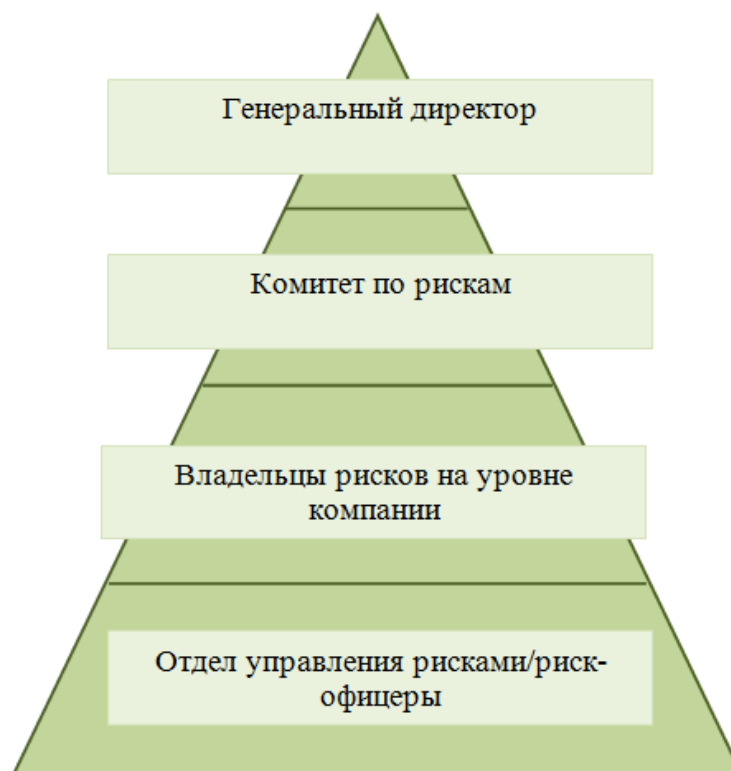 Генеральный директор
Комитет по рискам
Владельцы рисков на уровне
компании
Отдел управления рисками/риск-
офицеры